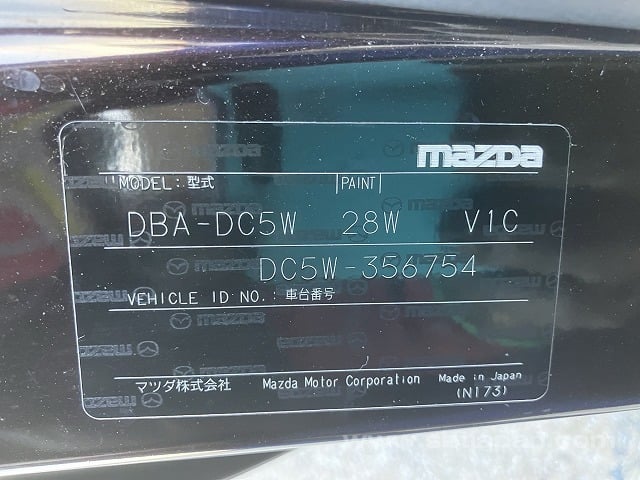 mazda
MODEL: 型式 PAINT
DBA-DC5W 28W V1C
DC5W-356754
VEHICLE ID NO.: 車台番号
マツダ株式会社 Mazda Motor Corporation Made in Japan
(N173)